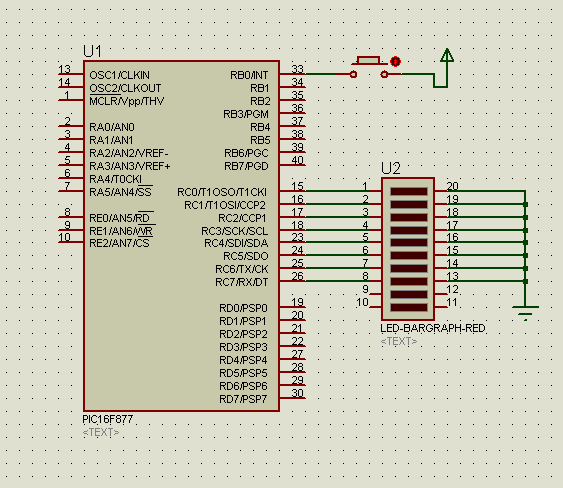 U1
13 OSC1/CLKIN RB0/INT 33
14 OSC2/CLKOUT RB1 34
1 MCLR/Vpp/THV RB2 35
RB3/PGM 36
2 RA0/AN0 RB4 37
3 RA1/AN1 RB5 38
4 RA2/AN2/VREF- RB6/PGC 39
5 RA3/AN3/VREF+ RB7/PGD 40
6 RA4/T0CKI
7 RA5/AN4/SS RC0/T1OSO/T1CKI 15
RC1/T1OSI/CCP2 16
8 RE0/AN5/RD RC2/CCP1 17
9 RE1/AN6/WR RC3/SCK/SCL 18
10 RE2/AN7/CS RC4/SDI/SDA 23
RC5/SDO 24
RC6/TX/CK 25
RC7/RX/DT 26
RD0/PSP0 19
RD1/PSP1 20
RD2/PSP2 21
RD3/PSP3 22
RD4/PSP4 27
RD5/PSP5 28
RD6/PSP6 29
RD7/PSP7 30
PIC16F877
<TEXT>
U2
1 20
2 19
3 18
4 17
5 16
6 15
7 14
8 13
9 12
10 11
LED-BARGRAPH-RED
<TEXT>